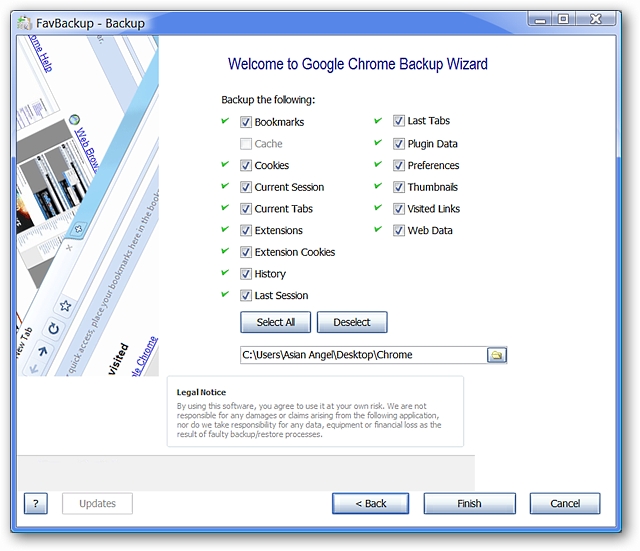 FavBackup - Backup
ome Help
Web Brow
New Tab
quick access, place your bookmarks here in the book
visited
le Chrome
Welcome to Google Chrome Backup Wizard
Backup the following:
Bookmarks
Cache
Cookies
Current Session
Current Tabs
Extensions
Extension Cookies
History
Last Session
Last Tabs
Plugin Data
Preferences
Thumbnails
Visited Links
Web Data
Select All
Deselect
C:\Users\Asian Angel\Desktop\Chrome
Legal Notice
By using this software, you agree to use it at your own risk. We are not
responsible for any damages or claims arising from the following application,
nor do we take responsibility for any data, equipment or financial loss as the
result of faulty backup/restore processes.
?
Updates
< Back
Finish
Cancel